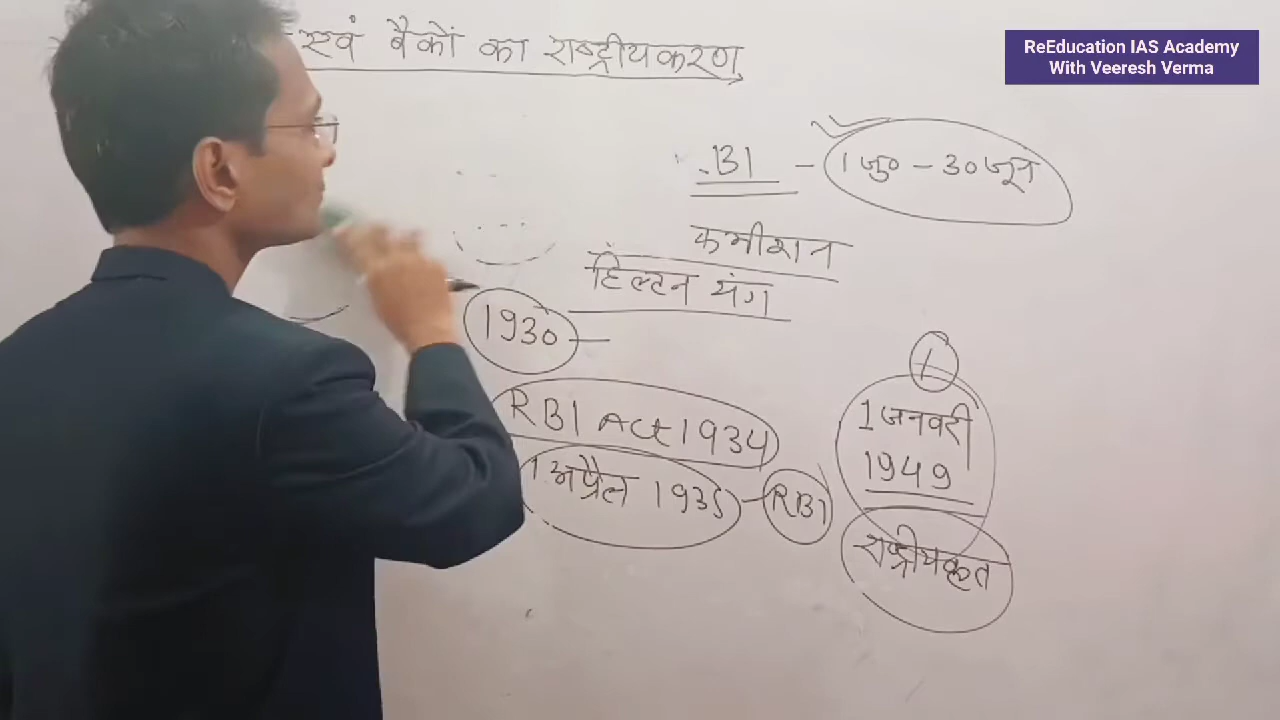 एवं बैकों का राष्ट्रीयकरण
ReEducation IAS Academy
With Veeresh Verma
BI - 1 जु० - 30 जून
कमीशन
हिल्टन यंग
1930 -
RBI Act 1934
1 अप्रैल 1935 - RBI
1
1 जनवरी
1949
राष्ट्रीयकृत